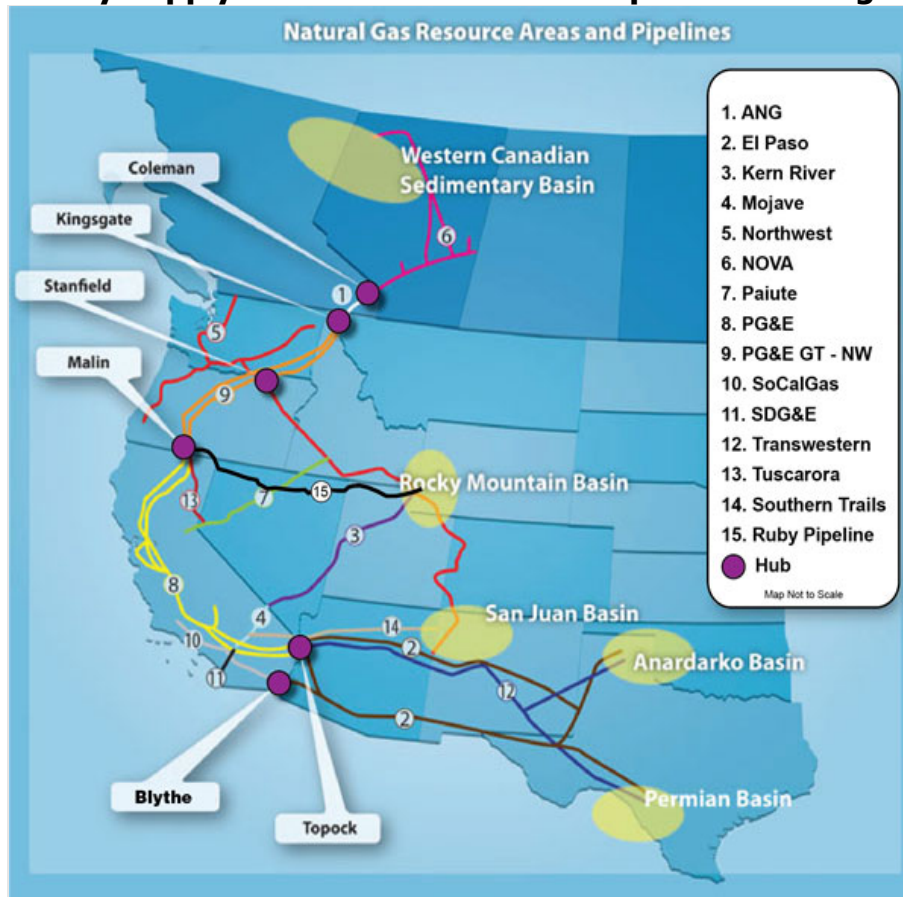 Natural Gas Resource Areas and Pipelines
Coleman
Kingsgate
Stanfield
Malin
Western Canadian
Sedimentary Basin
6
1
5
9
Rocky Mountain Basin
15
7
13
3
8
4
San Juan Basin
14
10
2
Anardarko Basin
12
11
2
Blythe
Permian Basin
Topock
1. ANG
2. El Paso
3. Kern River
4. Mojave
5. Northwest
6. NOVA
7. Paiute
8. PG&E
9. PG&E GT - NW
10. SoCalGas
11. SDG&E
12. Transwestern
13. Tuscarora
14. Southern Trails
15. Ruby Pipeline
Hub
Map Not to Scale